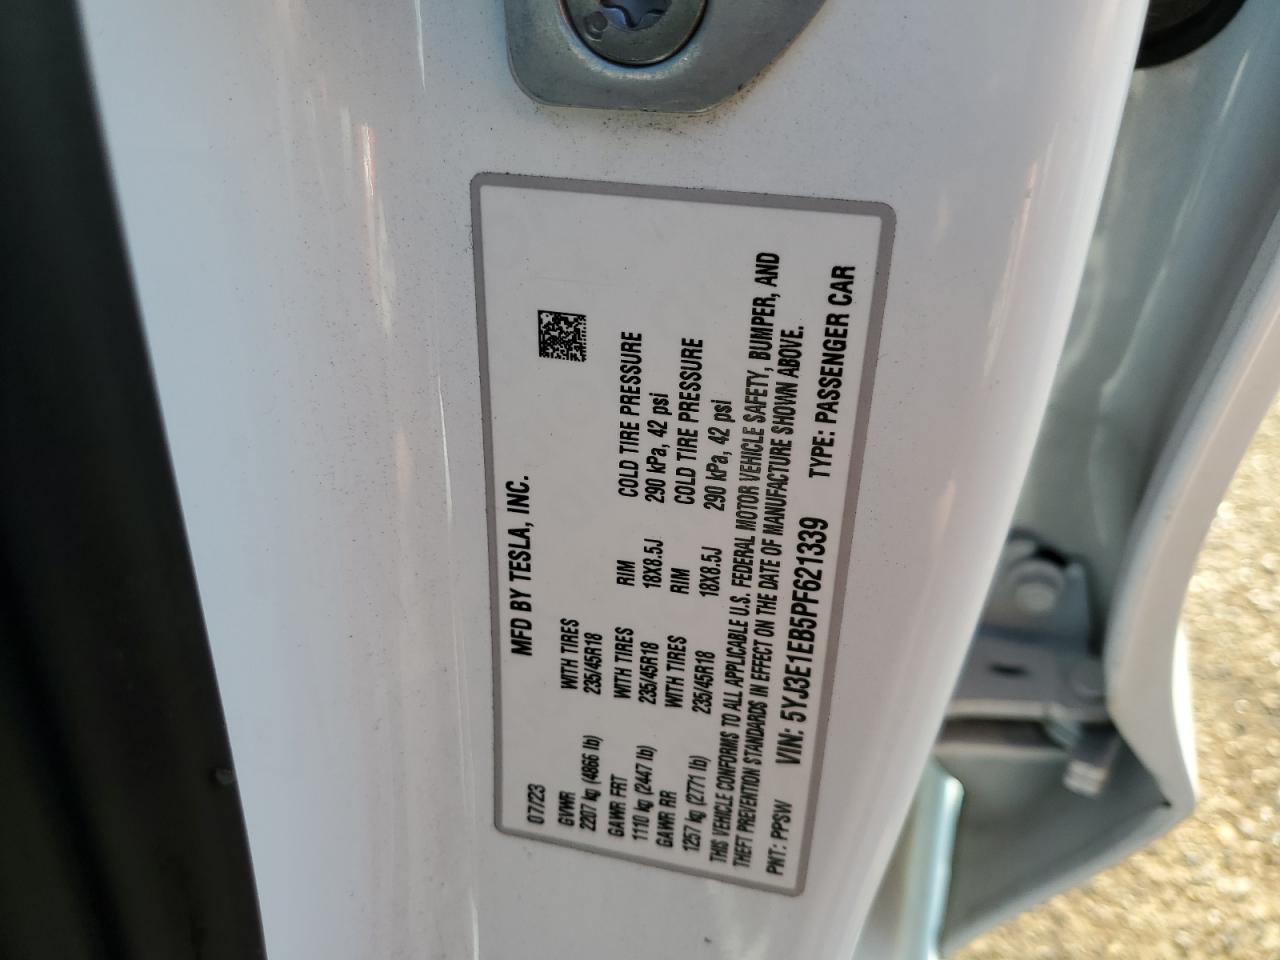 07/23 MFD BY TESLA, INC.
GVWR WITH TIRES
2207 kg (4866 lb) 235/45R18
GAWR FRT WITH TIRES RIM COLD TIRE PRESSURE
1110 kg (2447 lb) 235/45R18 18X8.5J 290 kPa, 42 psi
GAWR RR WITH TIRES RIM COLD TIRE PRESSURE
1257 kg (2771 lb) 235/45R18 18X8.5J 290 kPa, 42 psi
THIS VEHICLE CONFORMS TO ALL APPLICABLE U.S. FEDERAL MOTOR VEHICLE SAFETY, BUMPER, AND
THEFT PREVENTION STANDARDS IN EFFECT ON THE DATE OF MANUFACTURE SHOWN ABOVE.
PNT: PPSW VIN: 5YJ3E1EB5PF621339 TYPE: PASSENGER CAR